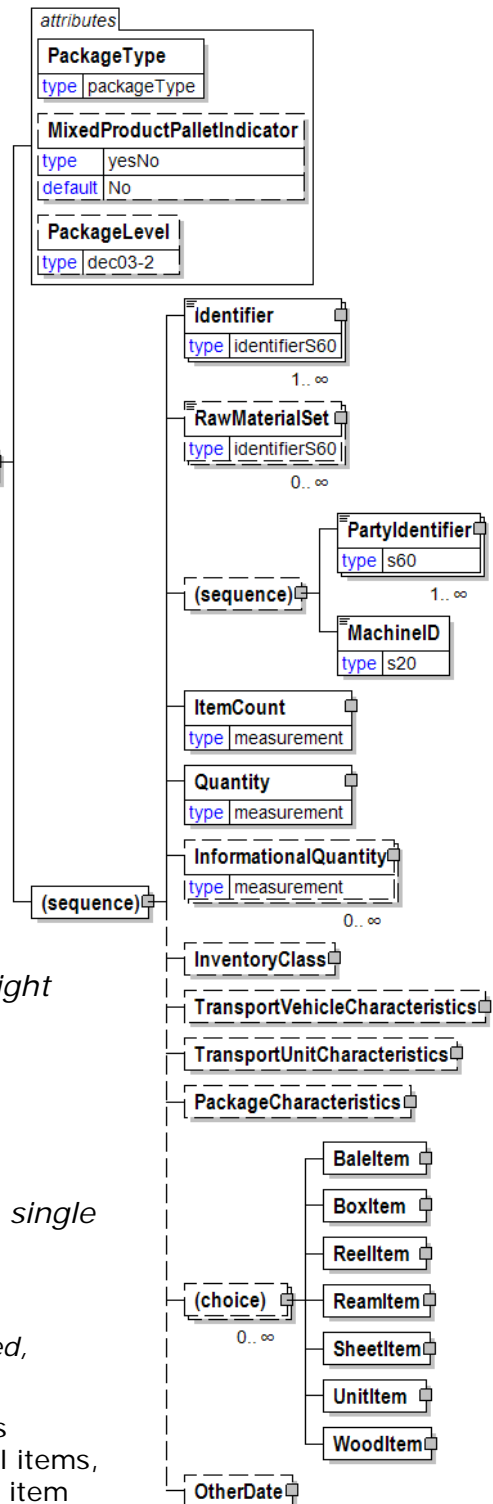 attributes
PackageType
type packageType
MixedProductPalletIndicator
type yesNo
default No
PackageLevel
type dec03-2
Identifier
type identifierS60
1.. ∞
RawMaterialSet
type identifierS60
0.. ∞
PartyIdentifier
type s60
1.. ∞
(sequence)
MachineID
type s20
ItemCount
type measurement
Quantity
type measurement
InformationalQuantity
type measurement
0.. ∞
(sequence)
InventoryClass
ight
TransportVehicleCharacteristics
TransportUnitCharacteristics
PackageCharacteristics
BaleItem
single
BoxItem
ReelItem
(choice)
ReamItem
0.. ∞
ed,
SheetItem
s
UnitItem
l items,
WoodItem
item
OtherDate